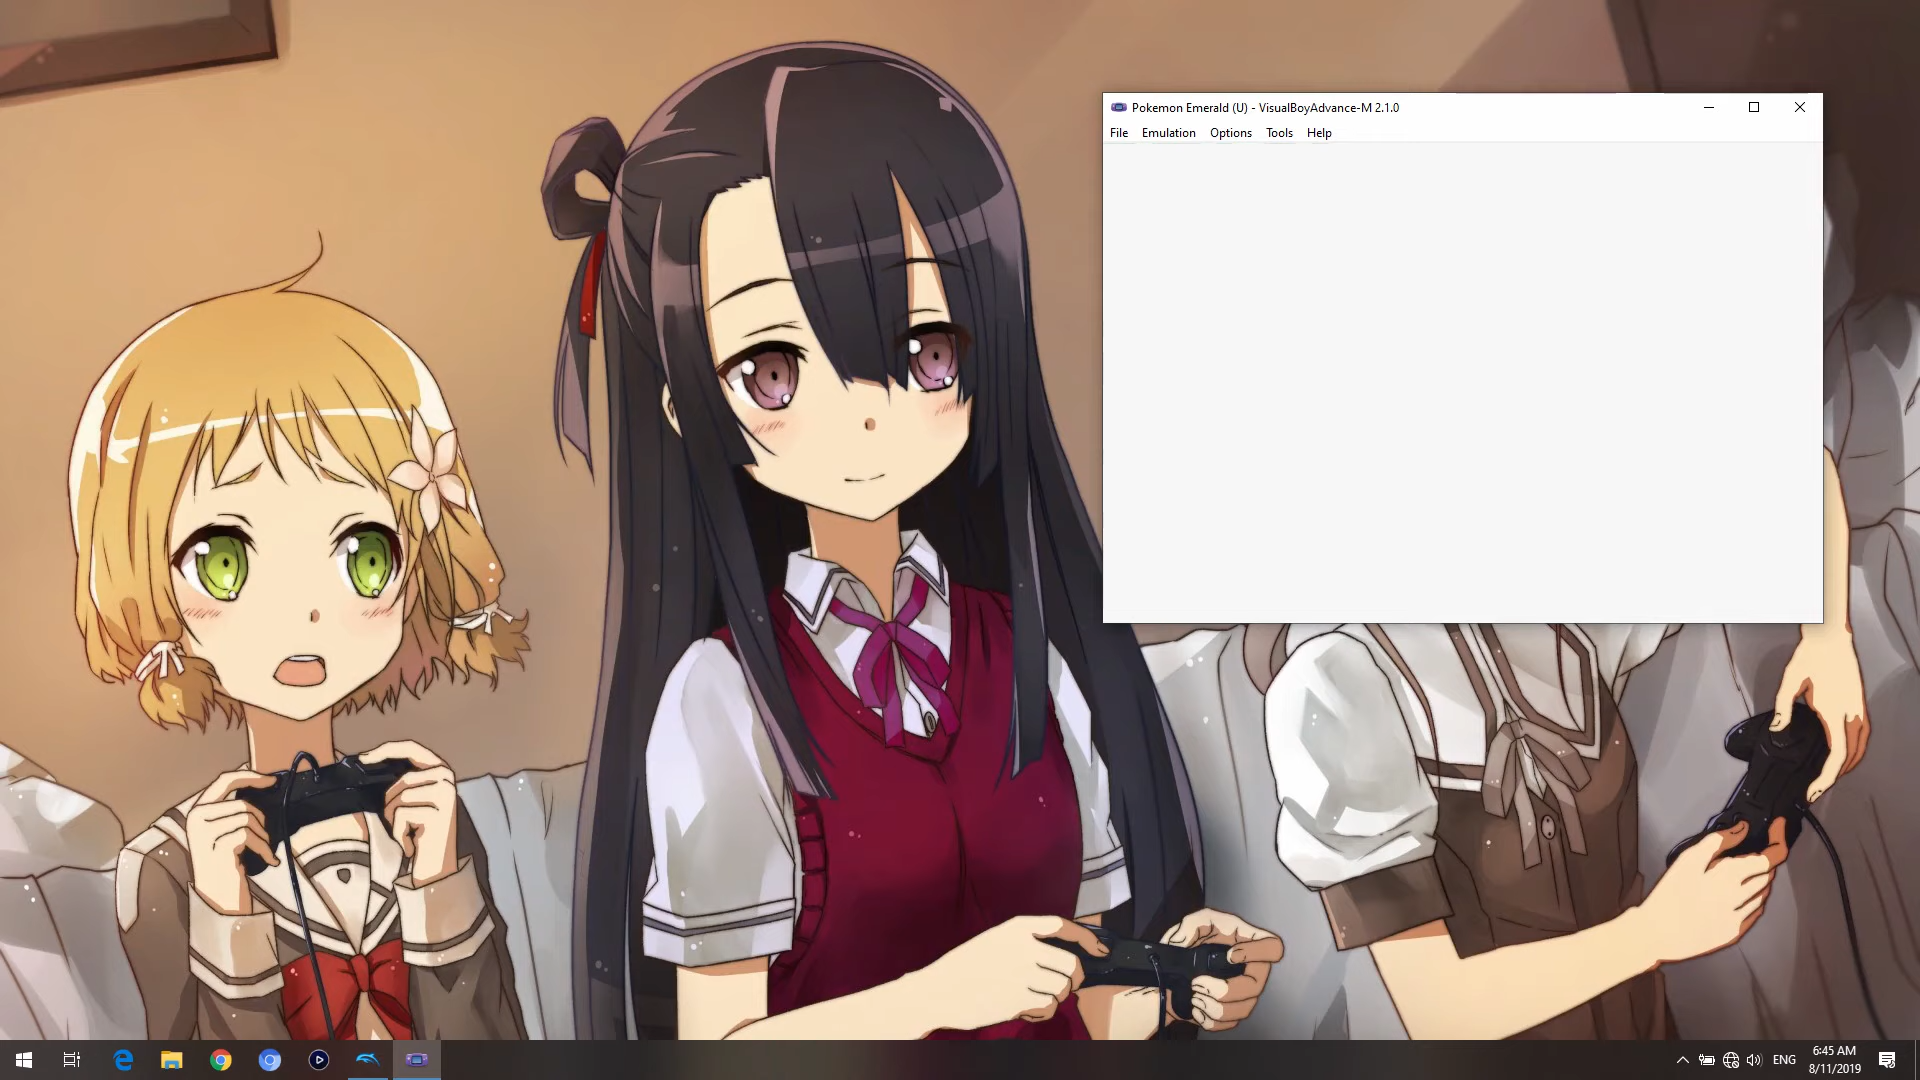 Pokemon Emerald (U) - VisualBoyAdvance-M 2.1.0
File Emulation Options Tools Help
ENG
6:45 AM
8/11/2019